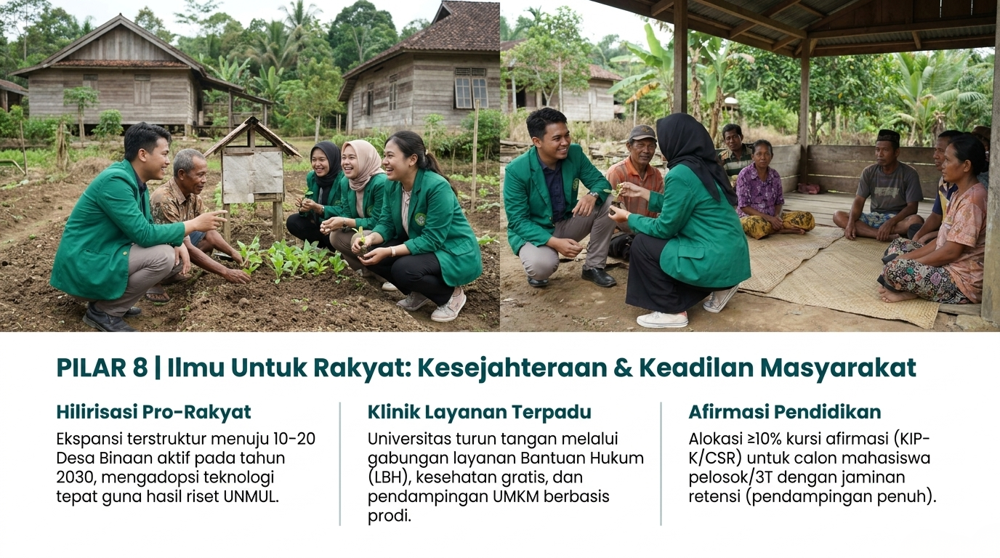 PILAR 8 | Ilmu Untuk Rakyat: Kesejahteraan & Keadilan Masyarakat
Hilirisasi Pro-Rakyat
Ekspansi terstruktur menuju 10-20
Desa Binaan aktif pada tahun
2030, mengadopsi teknologi
tepat guna hasil riset UNMUL.
Klinik Layanan Terpadu
Universitas turun tangan melalui
gabungan layanan Bantuan Hukum
(LBH), kesehatan gratis, dan
pendampingan UMKM berbasis
prodi.
Afirmasi Pendidikan
Alokasi ≥10% kursi afirmasi (KIP-
K/CSR) untuk calon mahasiswa
pelosok/3T dengan jaminan
retensi (pendampingan penuh).